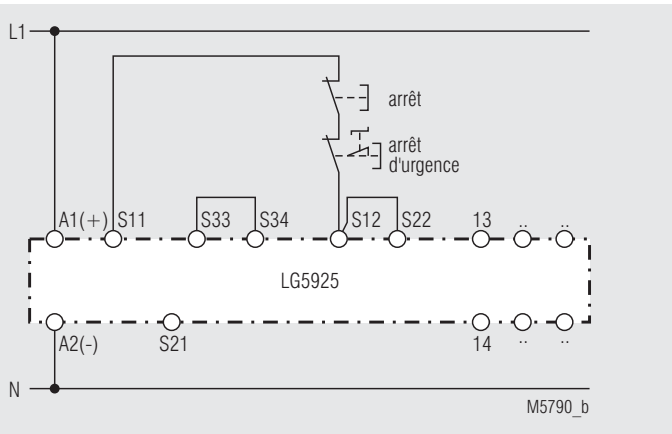 L1
arrêt
arrêt
d'urgence
A1(+) S11 S33 S34 S12 S22 13 .. ..
LG5925
A2(-) S21 14 .. ..
N
M5790_b